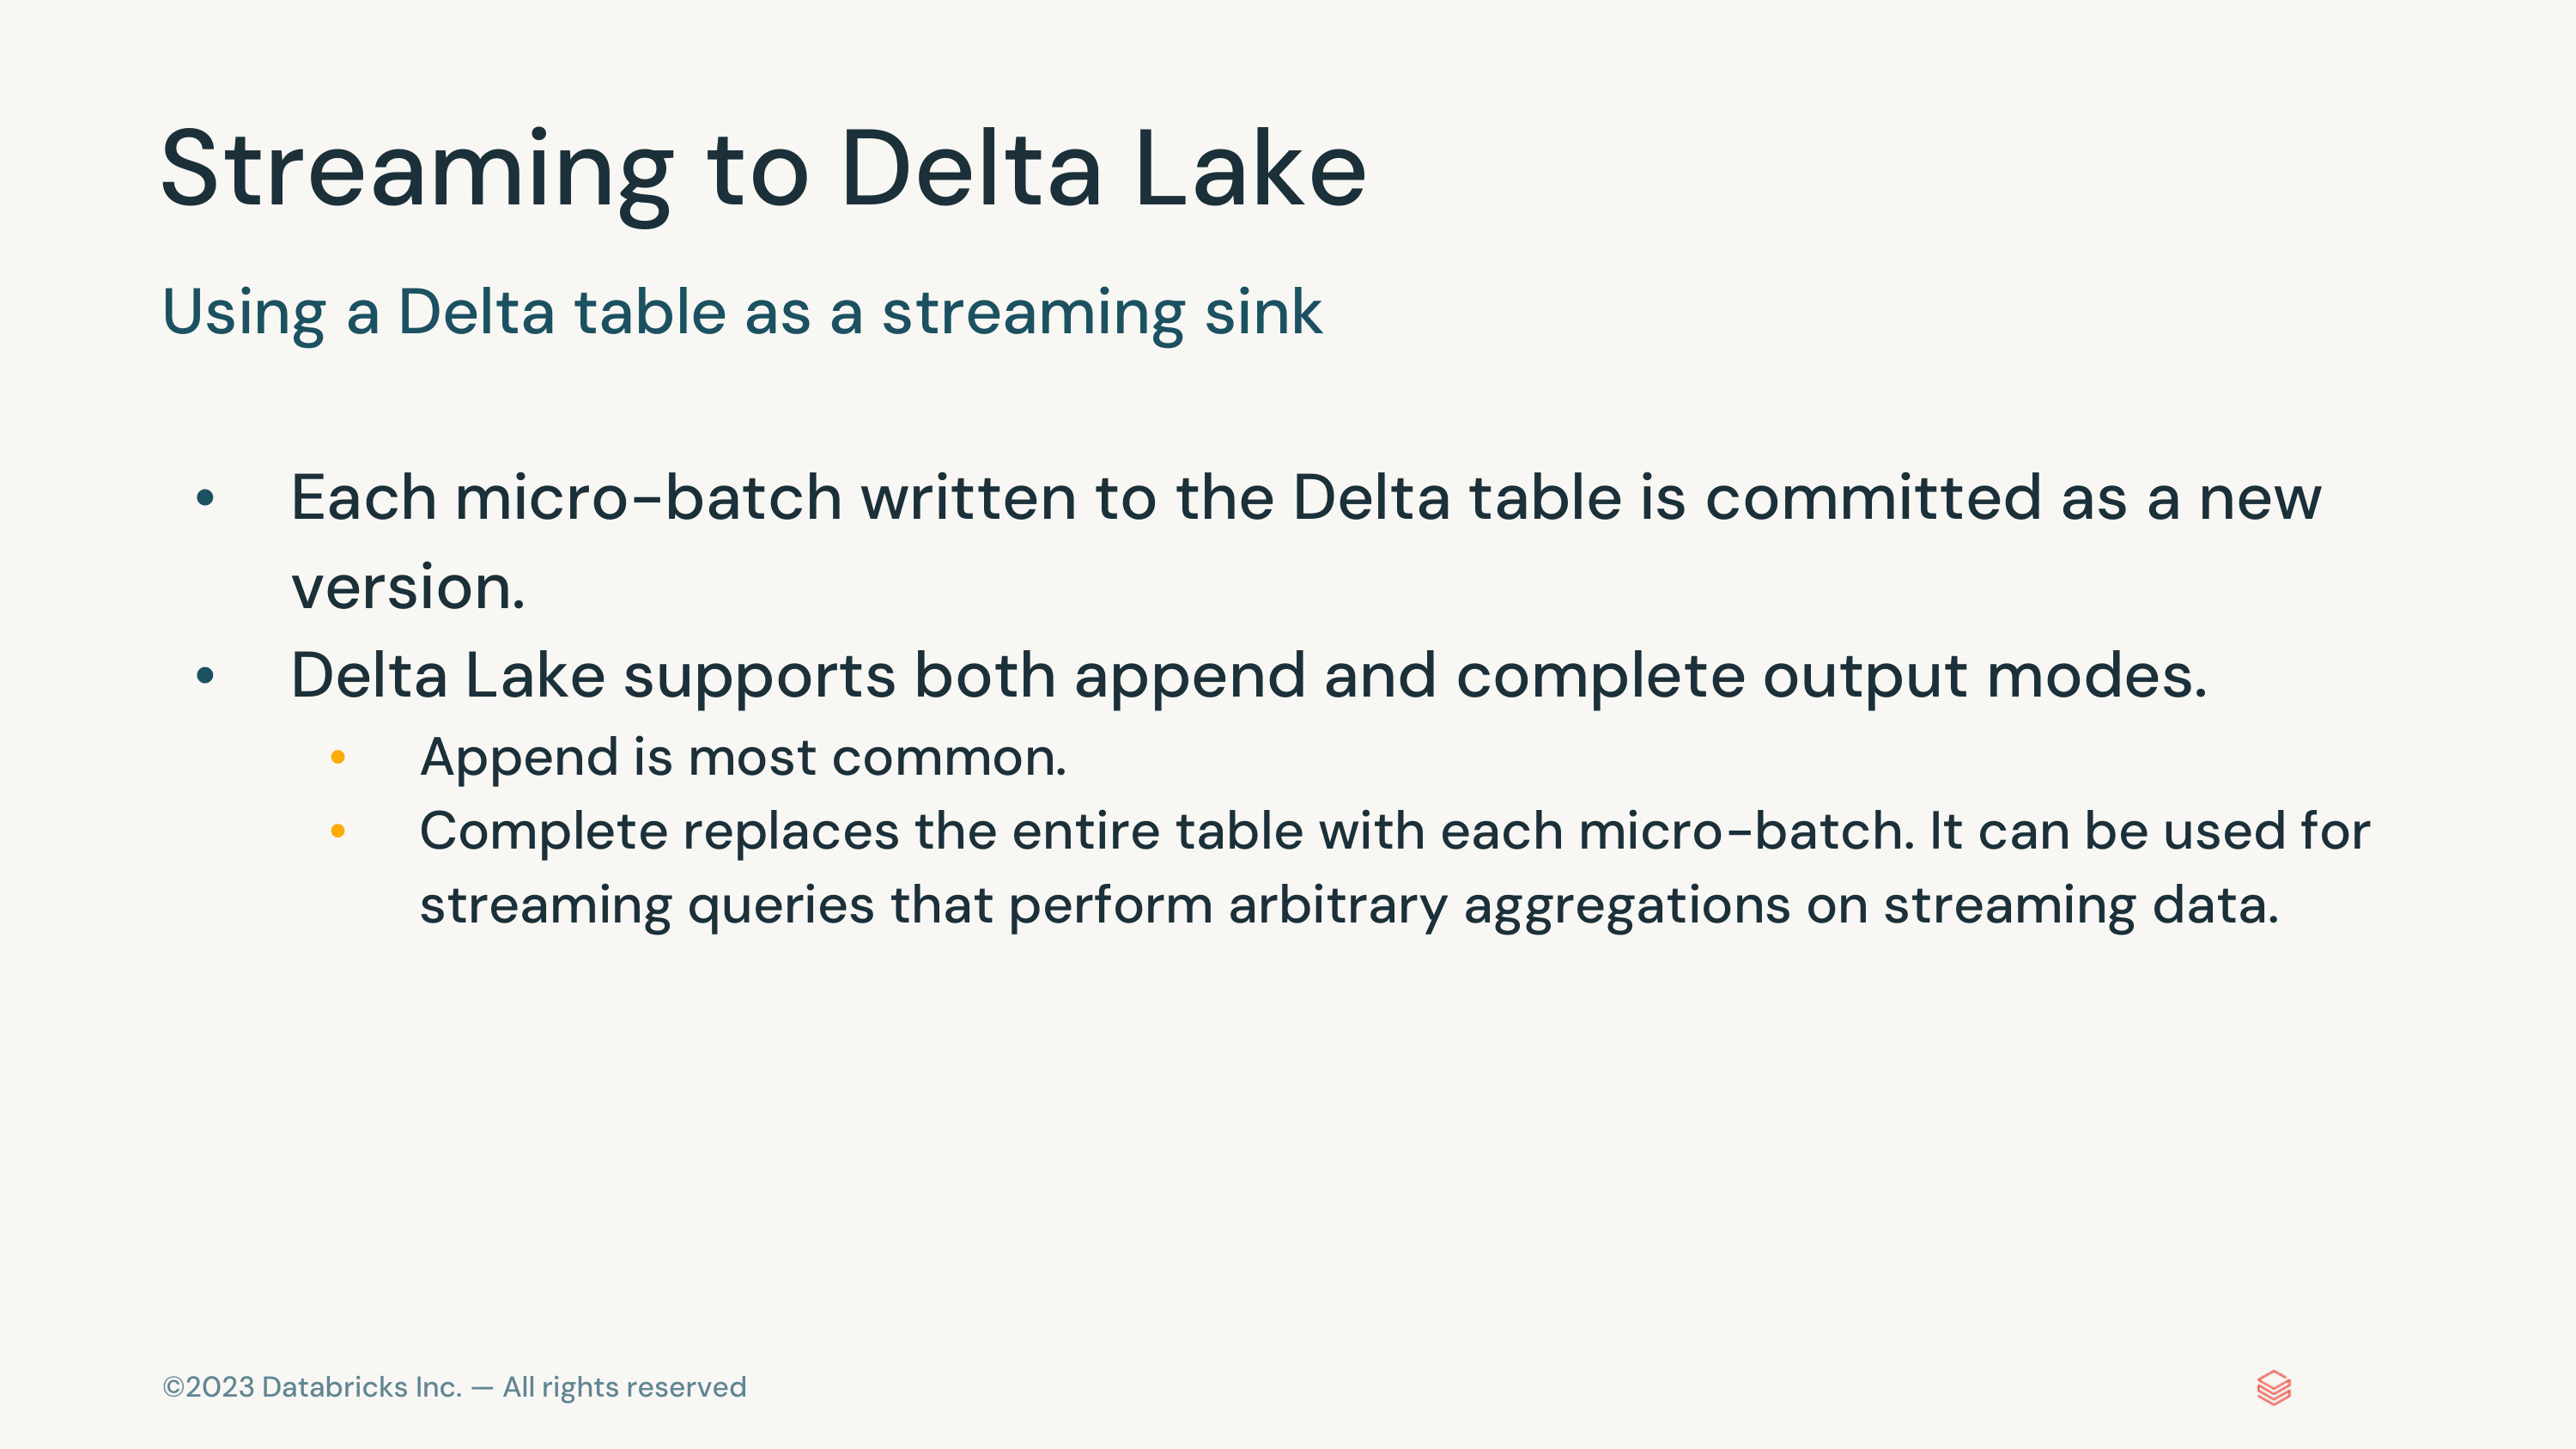 Streaming to Delta Lake
Using a Delta table as a streaming sink
• Each micro-batch written to the Delta table is committed as a new
version.
• Delta Lake supports both append and complete output modes.
• Append is most common.
• Complete replaces the entire table with each micro-batch. It can be used for
streaming queries that perform arbitrary aggregations on streaming data.
©2023 Databricks Inc. — All rights reserved